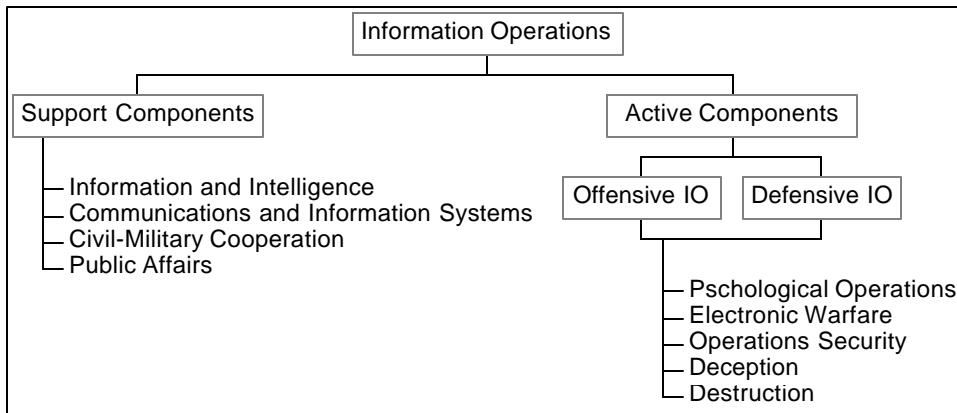 Information Operations
Support Components
Active Components
Information and Intelligence
Communications and Information Systems
Civil-Military Cooperation
Public Affairs
Offensive IO
Defensive IO
Pschological Operations
Electronic Warfare
Operations Security
Deception
Destruction